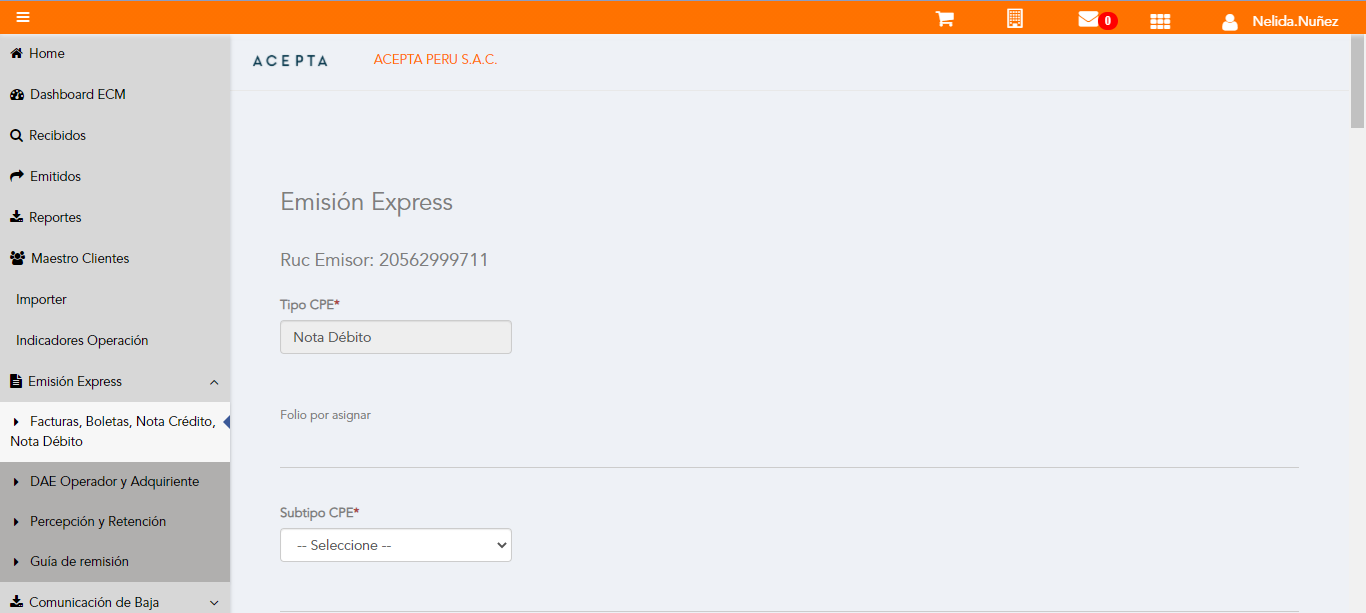 0
Nelida.Nuñez
Home
Dashboard ECM
Recibidos
Emitidos
Reportes
Maestro Clientes
Importer
Indicadores Operación
Emisión Express
Facturas, Boletas, Nota Crédito,
Nota Débito
DAE Operador y Adquiriente
Percepción y Retención
Guía de remisión
Comunicación de Baja
ACEPTA
ACEPTA PERU S.A.C.
Emisión Express
Ruc Emisor: 20562999711
Tipo CPE*
Nota Débito
Folio por asignar
Subtipo CPE*
-- Seleccione --